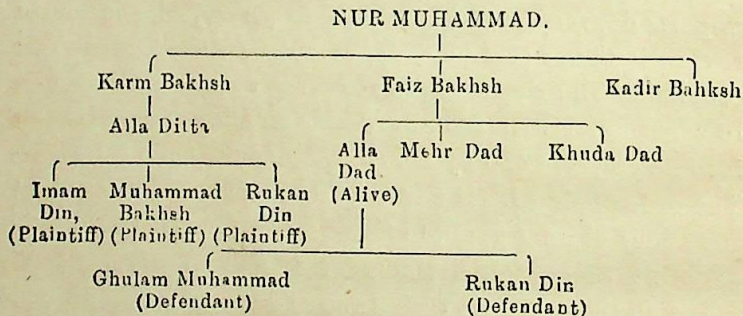 NUR MUHAMMAD.
Karm Bakhsh Faiz Bakhsh Kadir Bahksh
Alla Ditta
Alla Mehr Dad Khuda Dad
Dad
(Alive)
Imam Muhammad Rukan
Din, Bakhsh Din
(Plaintiff) (Plaintiff) (Plaintiff)
Ghulam Muhammad Rukan Din
(Defendant) (Defendant)